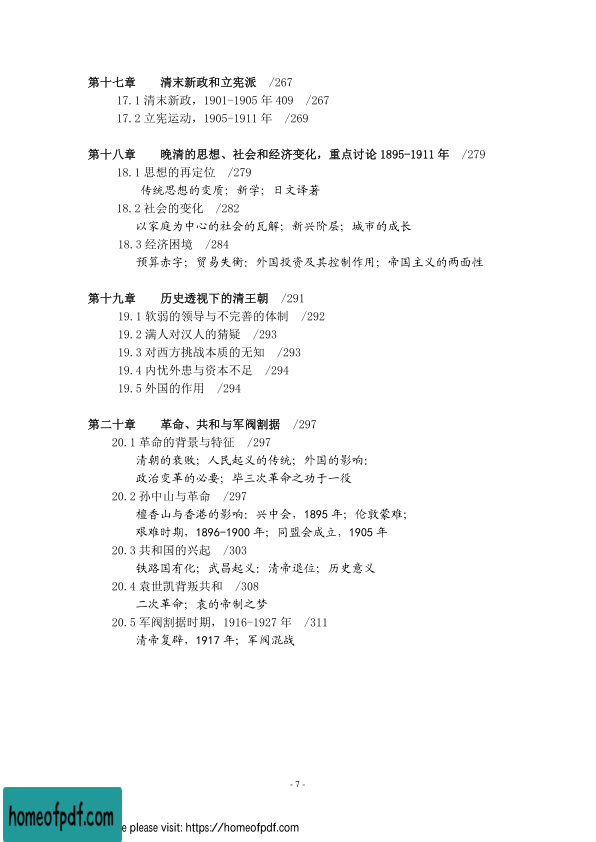 第十七章 清末新政和立宪派 /267
17.1 清末新政，1901-1905 年 409 /267
17.2 立宪运动，1905-1911 年 /269
第十八章 晚清的思想、社会和经济变化，重点讨论 1895-1911 年 /279
18.1 思想的再定位 /279
传统思想的变质；新学；日文译著
18.2 社会的变化 /282
以家庭为中心的社会的瓦解；新兴阶层；城市的成长
18.3 经济困境 /284
预算赤字；贸易失衡；外国投资及其控制作用；帝国主义的两面性
第十九章 历史透视下的清王朝 /291
19.1 软弱的领导与不完善的体制 /292
19.2 满人对汉人的猜疑 /293
19.3 对西方挑战本质的无知 /293
19.4 内忧外患与资本不足 /294
19.5 外国的作用 /294
第二十章 革命、共和与军阀割据 /297
20.1 革命的背景与特征 /297
清朝的衰败；人民起义的传统；外国的影响；
政治变革的必要；毕三次革命之功于一役
20.2 孙中山与革命 /297
檀香山与香港的影响；兴中会，1895 年；伦敦蒙难；
艰难时期，1896-1900 年；同盟会成立，1905 年
20.3 共和国的兴起 /303
铁路国有化；武昌起义；清帝退位；历史意义
20.4 袁世凯背叛共和 /308
二次革命；袁的帝制之梦
20.5 军阀割据时期，1916-1927 年 /311
清帝复辟，1917 年；军阀混战
- 7 -
homeofpdf.com
e please visit: https://homeofpdf.com